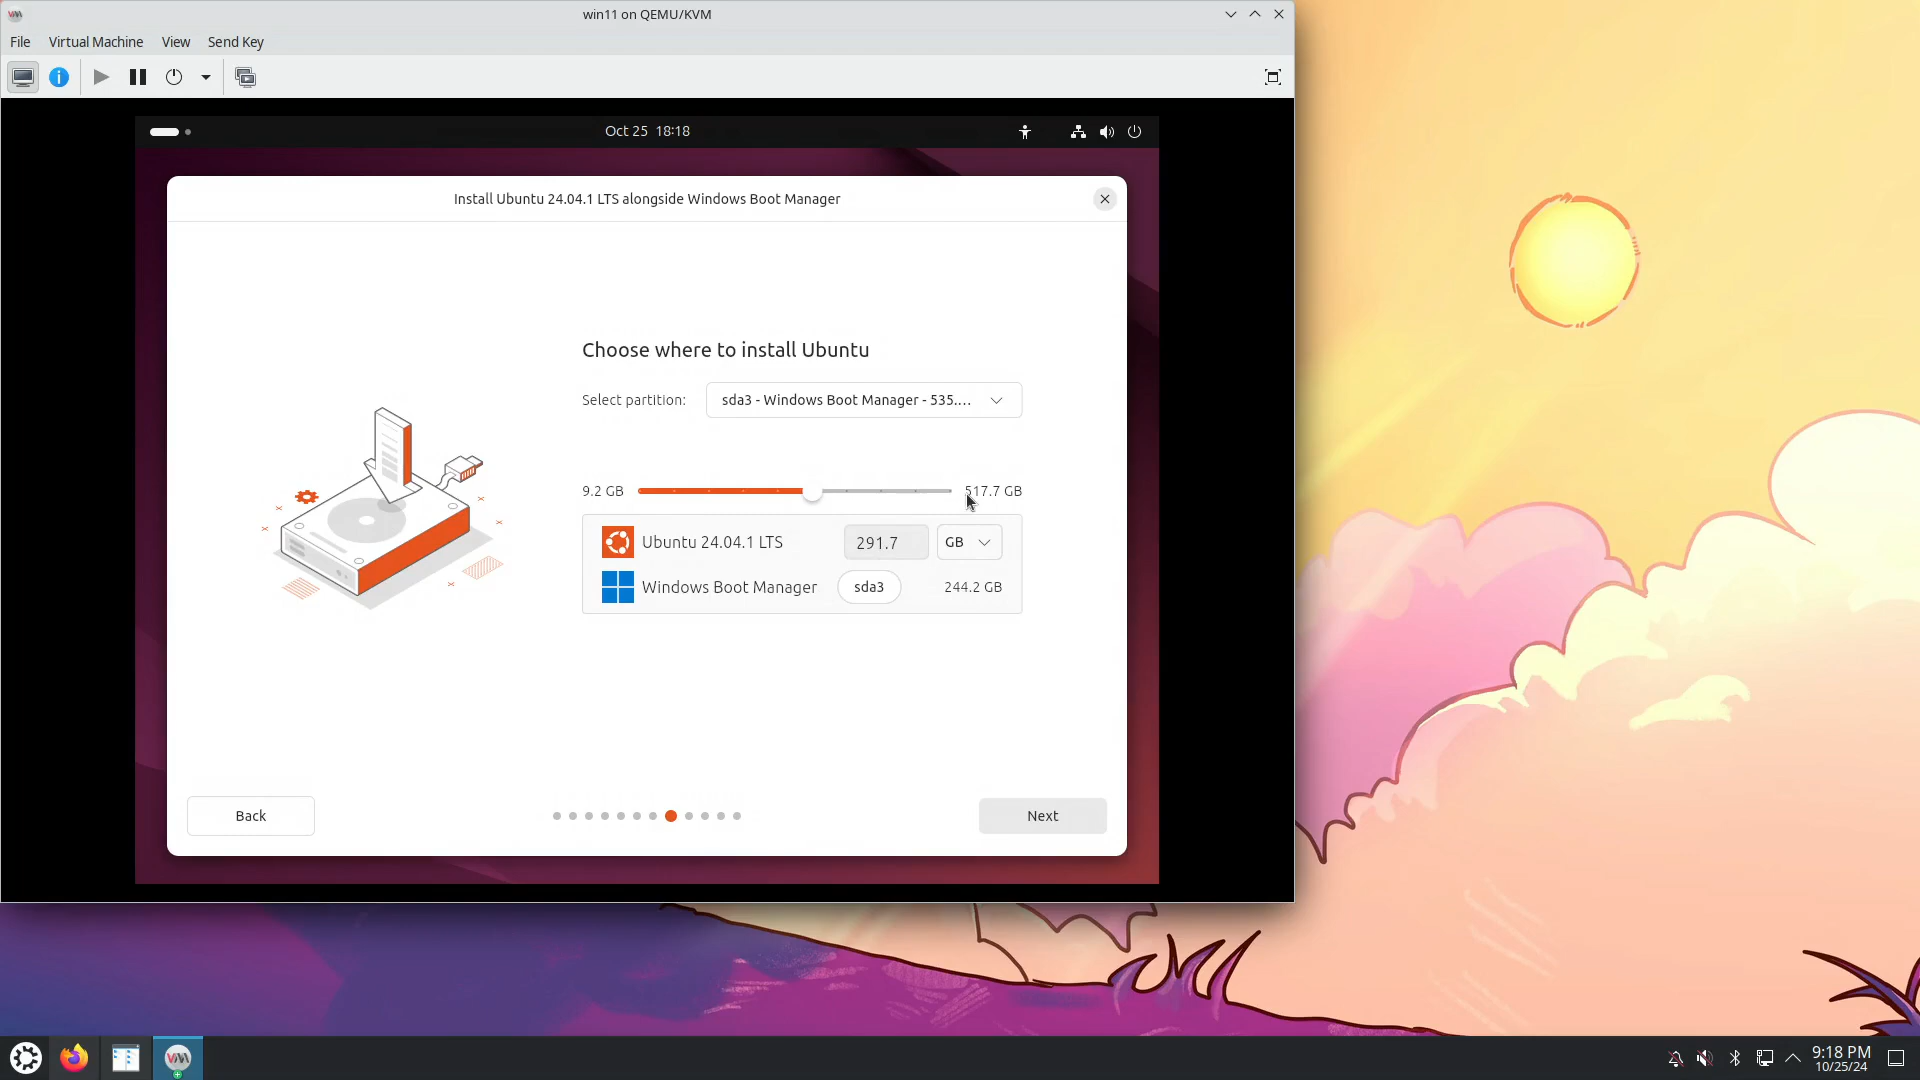 win11 on QEMU/KVM
File Virtual Machine View Send Key
Oct 25 18:18
Install Ubuntu 24.04.1 LTS alongside Windows Boot Manager
Choose where to install Ubuntu
Select partition: sda3 - Windows Boot Manager - 535....
9.2 GB 517.7 GB
Ubuntu 24.04.1 LTS 291.7 GB
Windows Boot Manager sda3 244.2 GB
Back Next
9:18 PM
10/25/24